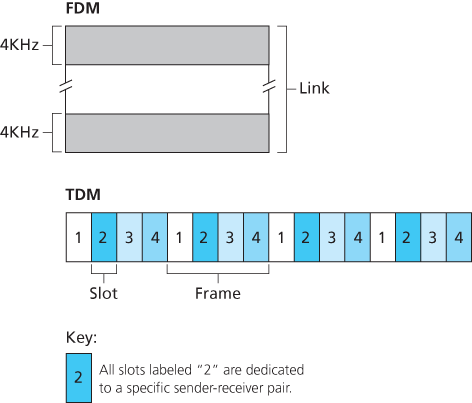 FDM
4KHz
Link
4KHz
TDM
1 2 3 4 1 2 3 4 1 2 3 4 1 2 3 4
Slot Frame
Key:
2 All slots labeled “2” are dedicated
to a specific sender-receiver pair.